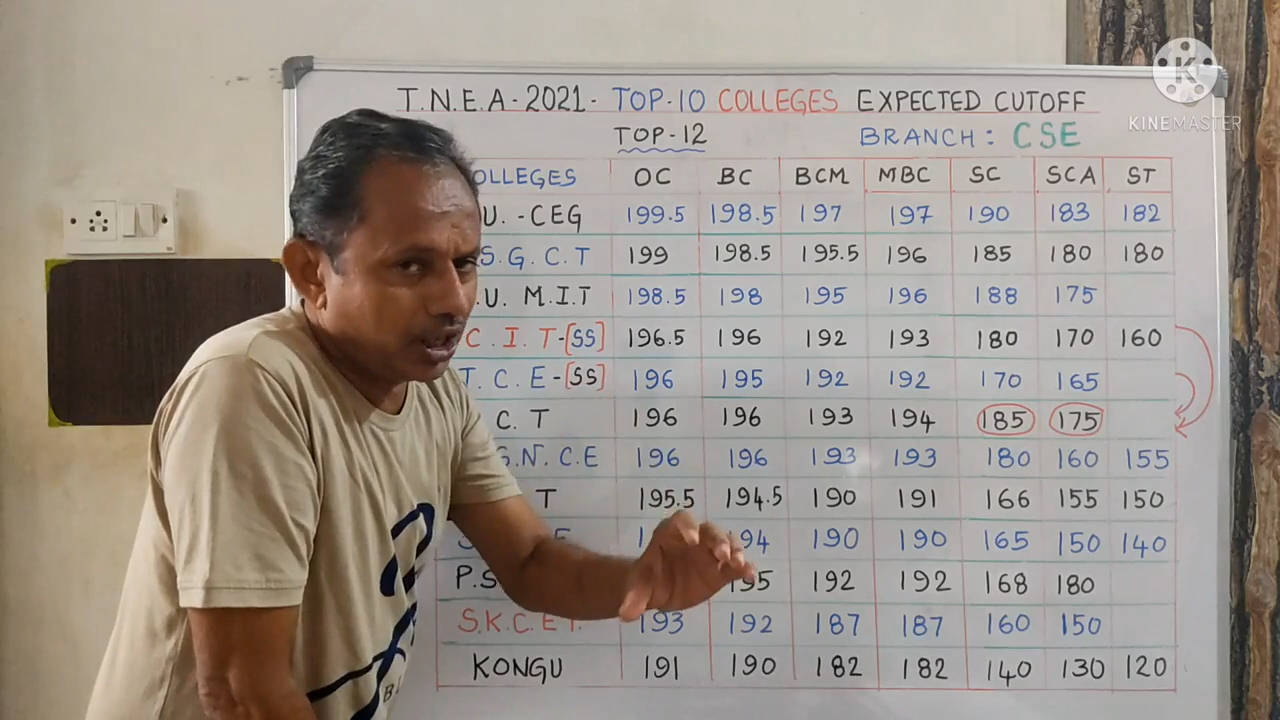 T.N.E.A-2021- TOP-10 COLLEGES EXPECTED CUTOFF
TOP-12 BRANCH: CSE
OLLEGES OC BC BCM MBC SC SCA ST
U.-CEG 199.5 198.5 197 197 190 183 182
S.G.C.T 199 198.5 195.5 196 185 180 180
.U. M.I.T 198.5 198 195 196 188 175
C.I.T-[SS] 196.5 196 192 193 180 170 160
T.C.E-[SS] 196 195 192 192 170 165
C.T 196 196 193 194 185 175
S.N.C.E 196 196 193 193 180 160 155
T 195.5 194.5 190 191 166 155 150
94 190 190 165 150 140
P.S 195 192 192 168 180
S.K.C.E.T. 193 192 187 187 160 150
KONGU 191 190 182 182 140 130 120
KINEMASTER
K